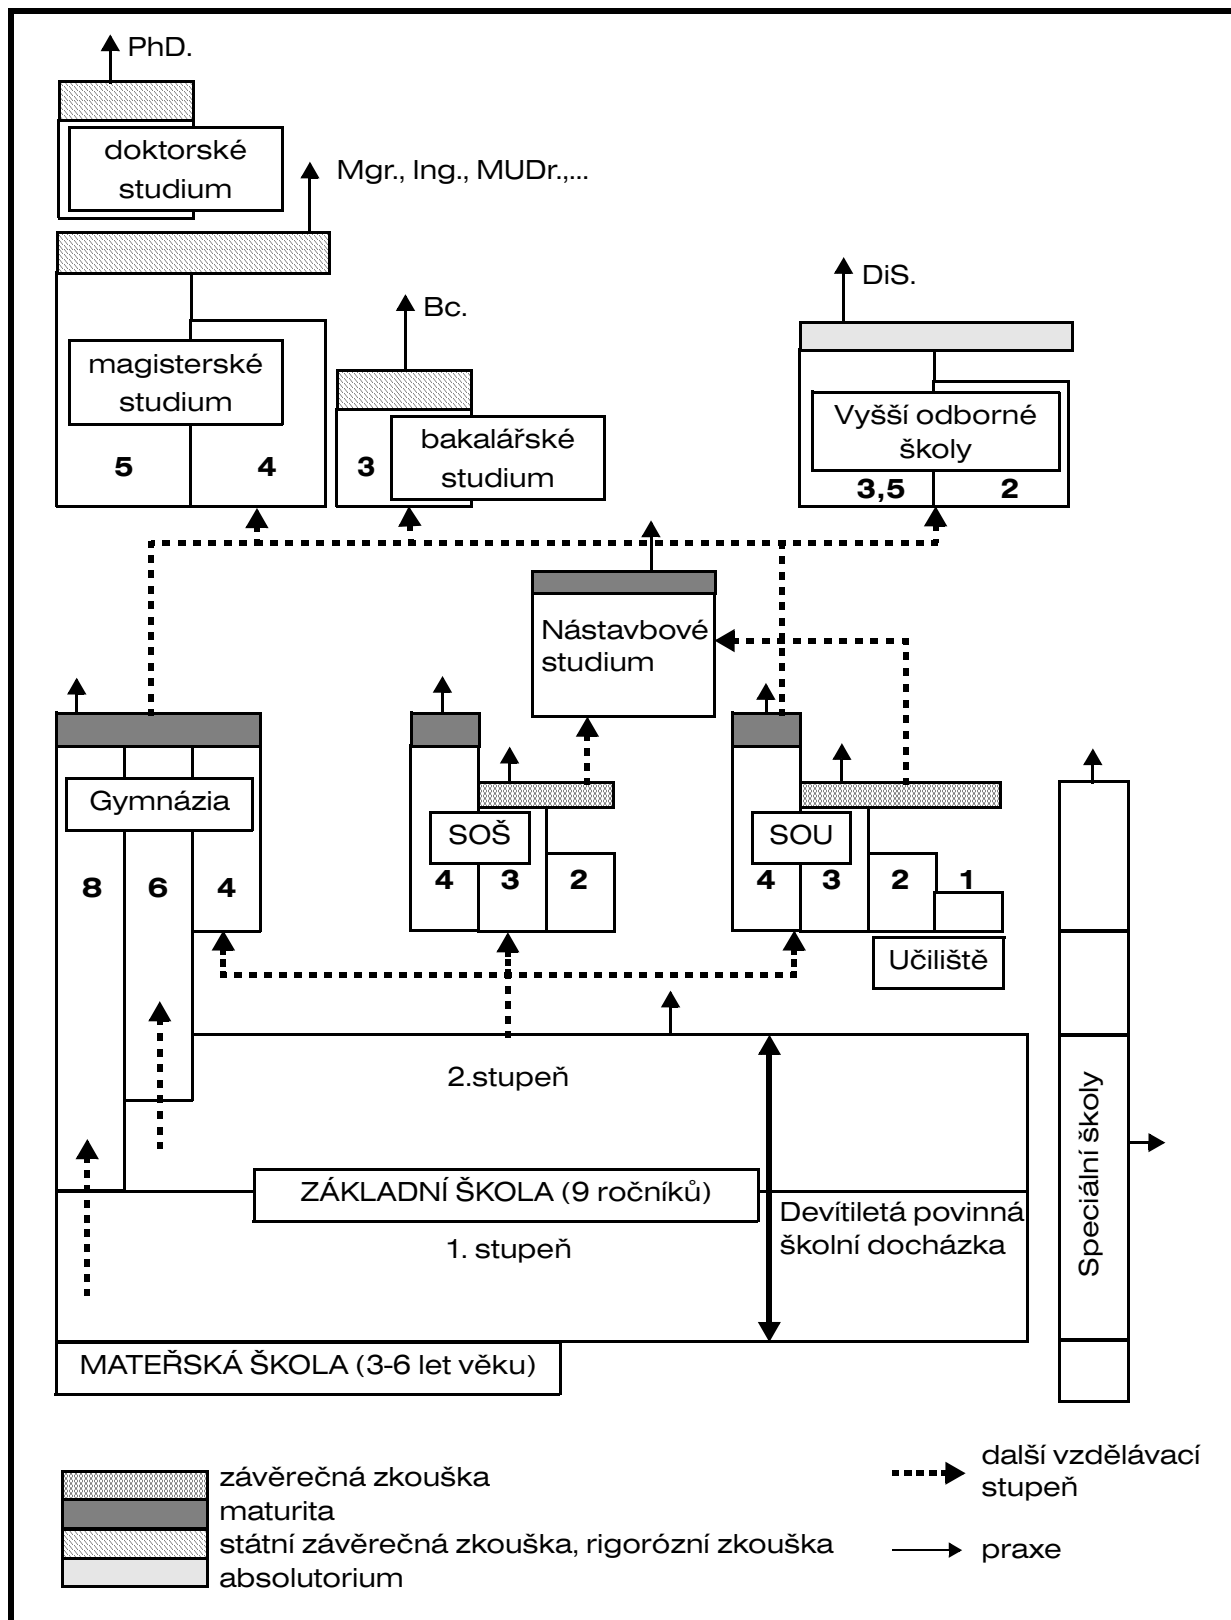 PhD.
doktorské
studium
Mgr., Ing., MUDr.,...
DiS.
Bc.
magisterské
studium
5
4
3
bakalářské
studium
Vyšší odborné
školy
3,5
2
Nástavbové
studium
Gymnázia
8
6
4
SOŠ
4
3
2
SOU
4
3
2
1
Učiliště
2.stupeň
ZÁKLADNÍ ŠKOLA (9 ročníků)
1. stupeň
Devítiletá povinná
školní docházka
Speciální školy
MATEŘSKÁ ŠKOLA (3-6 let věku)
závěrečná zkouška
maturita
státní závěrečná zkouška, rigorózní zkouška
absolutorium
další vzdělávací
stupeň
praxe